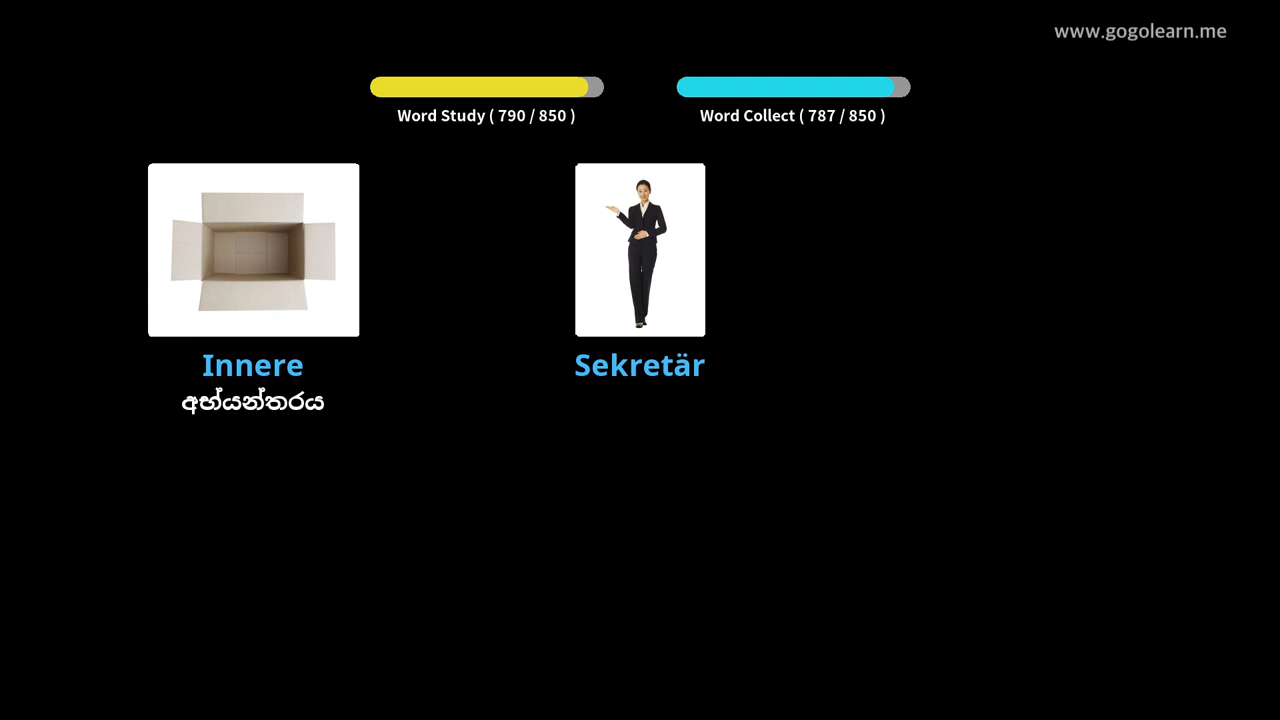 www.gogolearn.me
Word Study ( 790 / 850 )
Word Collect ( 787 / 850 )
Innere
අභ්යන්තරය
Sekretär